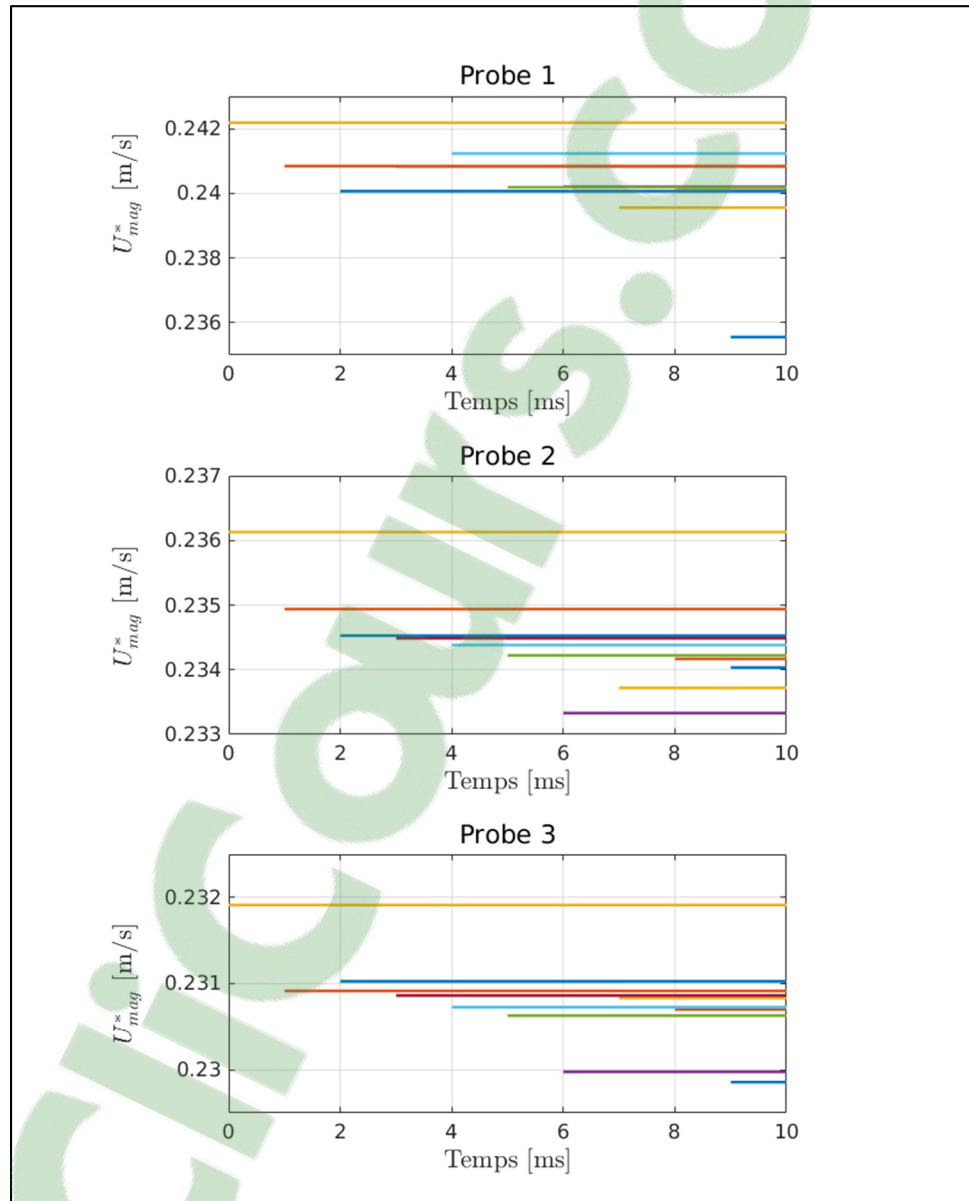 Probe 1
U*mag [m/s]
0.242
0.24
0.238
0.236
0 2 4 6 8 10
Temps [ms]
Probe 2
U*mag [m/s]
0.237
0.236
0.235
0.234
0.233
0 2 4 6 8 10
Temps [ms]
Probe 3
U*mag [m/s]
0.232
0.231
0.23
0 2 4 6 8 10
Temps [ms]
cliCours.co